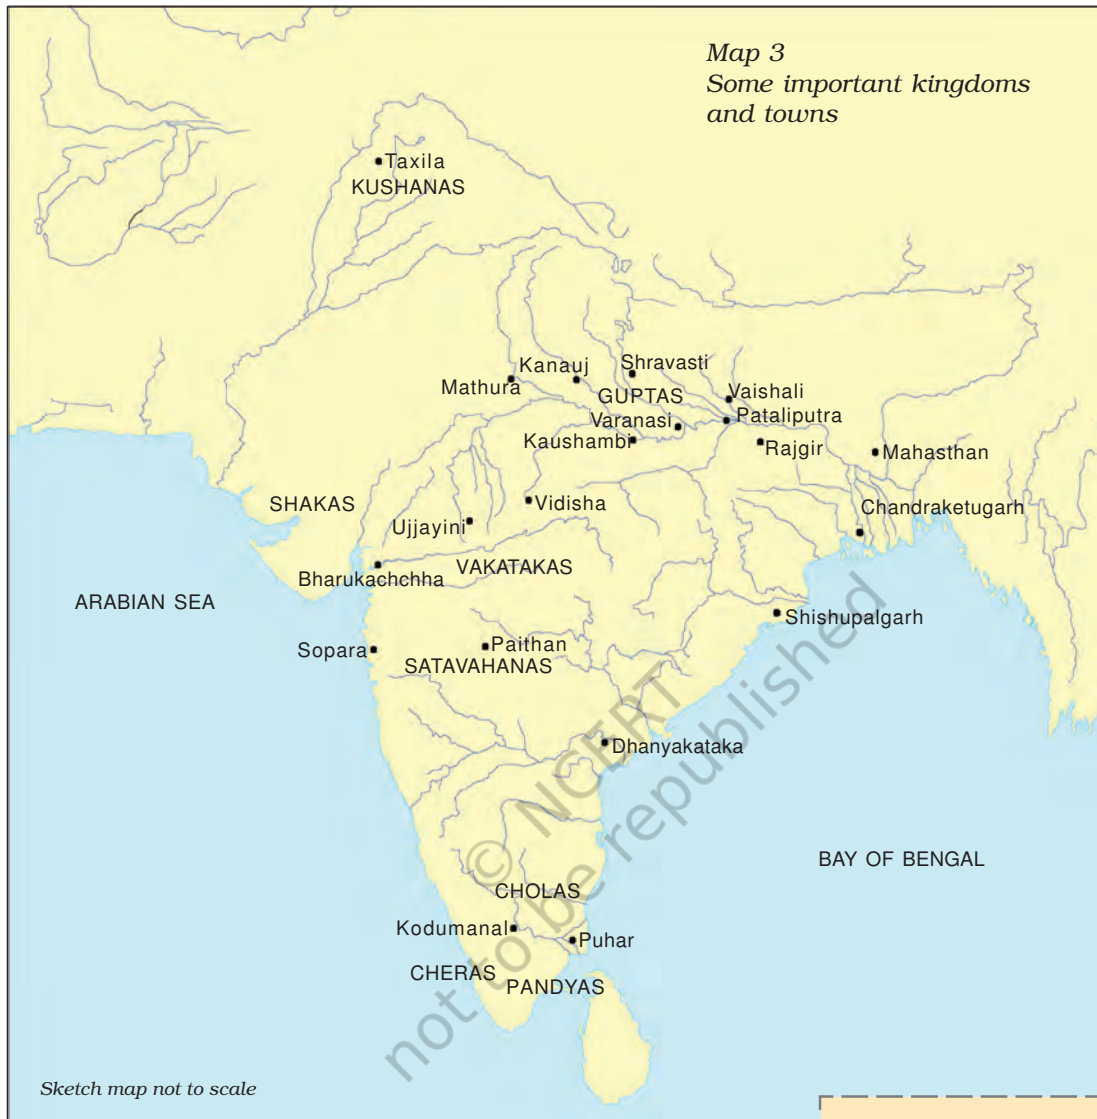 Map 3
Some important kingdoms
and towns
Taxila
KUSHANAS
Kanauj
Shravasti
Mathura
GUPTAS
Vaishali
Varanasi
Pataliputra
Kaushambi
Rajgir
Mahasthan
SHAKAS
Vidisha
Chandraketugarh
Ujjayini
VAKATAKAS
Bharukachchha
ARABIAN SEA
Shishupalgarh
Sopara
Paithan
SATAVAHANAS
Dhanyakataka
© NCERT
not to be republished
BAY OF BENGAL
CHOLAS
Kodumanal
Puhar
CHERAS
PANDYAS
Sketch map not to scale